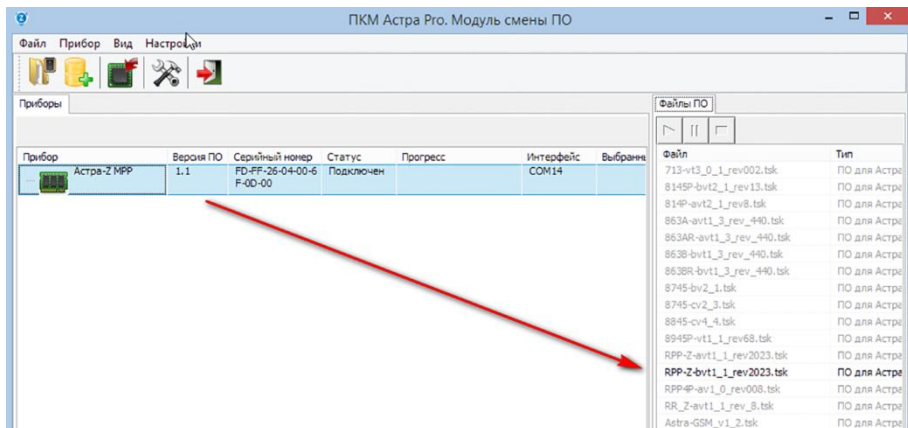 ПКМ Астра Pro. Модуль смены ПО
Файл Прибор Вид Настройки
Приборы
Прибор Версия ПО Серийный номер Статус Прогресс Интерфейс Выбранны
Астра-Z МРР 1.1 FD-FF-26-04-00-6 Подключен COM14
F-0D-00
Файлы ПО
Файл Тип
713-vt3_0_1_rev002.tsk ПО для Астра
8145P-bvt2_1_rev13.tsk ПО для Астра
814P-avt2_1_rev8.tsk ПО для Астра
863A-avt1_3_rev_440.tsk ПО для Астра
863AR-avt1_3_rev_440.tsk ПО для Астра
863B-bvt1_3_rev_440.tsk ПО для Астра
863BR-bvt1_3_rev_440.tsk ПО для Астра
8745-bv2_1.tsk ПО для Астра
8745-cv2_3.tsk ПО для Астра
8845-cv4_4.tsk ПО для Астра
8945P-vt1_1_rev68.tsk ПО для Астра
RPP-Z-avt1_1_rev2023.tsk ПО для Астра
RPP-Z-bvt1_1_rev2023.tsk ПО для Астра
RPP4P-av1_0_rev008.tsk ПО для Астра
RR_Z-avt1_1_rev_8.tsk ПО для Астра
Astra-GSM_v1_2.tsk ПО для Астра